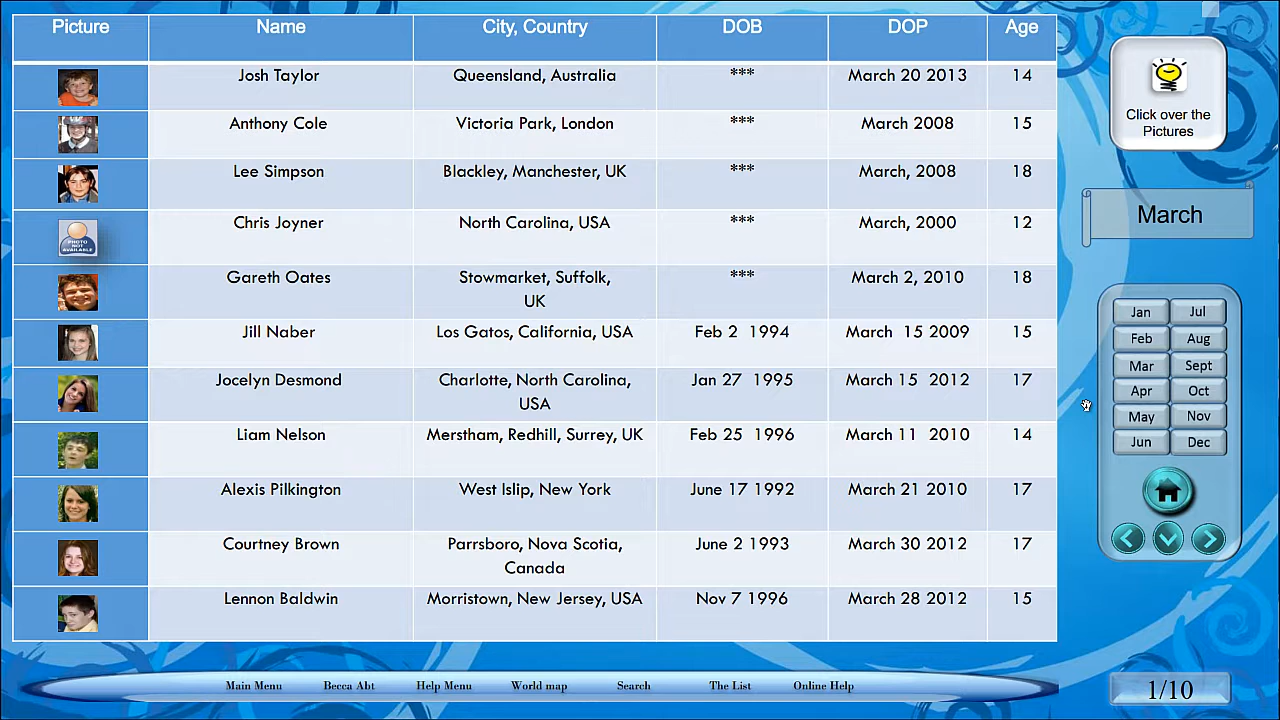 Picture Name City, Country DOB DOP Age
Josh Taylor Queensland, Australia *** March 20 2013 14
Anthony Cole Victoria Park, London *** March 2008 15
Lee Simpson Blackley, Manchester, UK *** March, 2008 18
PHOTO NOT AVAILABLE
Chris Joyner North Carolina, USA *** March, 2000 12
Gareth Oates Stowmarket, Suffolk, *** March 2, 2010 18
UK
Jill Naber Los Gatos, California, USA Feb 2 1994 March 15 2009 15
Jocelyn Desmond Charlotte, North Carolina, Jan 27 1995 March 15 2012 17
USA
Liam Nelson Merstham, Redhill, Surrey, UK Feb 25 1996 March 11 2010 14
Alexis Pilkington West Islip, New York June 17 1992 March 21 2010 17
Courtney Brown Parrsboro, Nova Scotia, June 2 1993 March 30 2012 17
Canada
Lennon Baldwin Morristown, New Jersey, USA Nov 7 1996 March 28 2012 15
Click over the
Pictures
March
Jan Jul
Feb Aug
Mar Sept
Apr Oct
May Nov
Jun Dec
Main Menu Becca Abt Help Menu World map Search The List Online Help
1/10